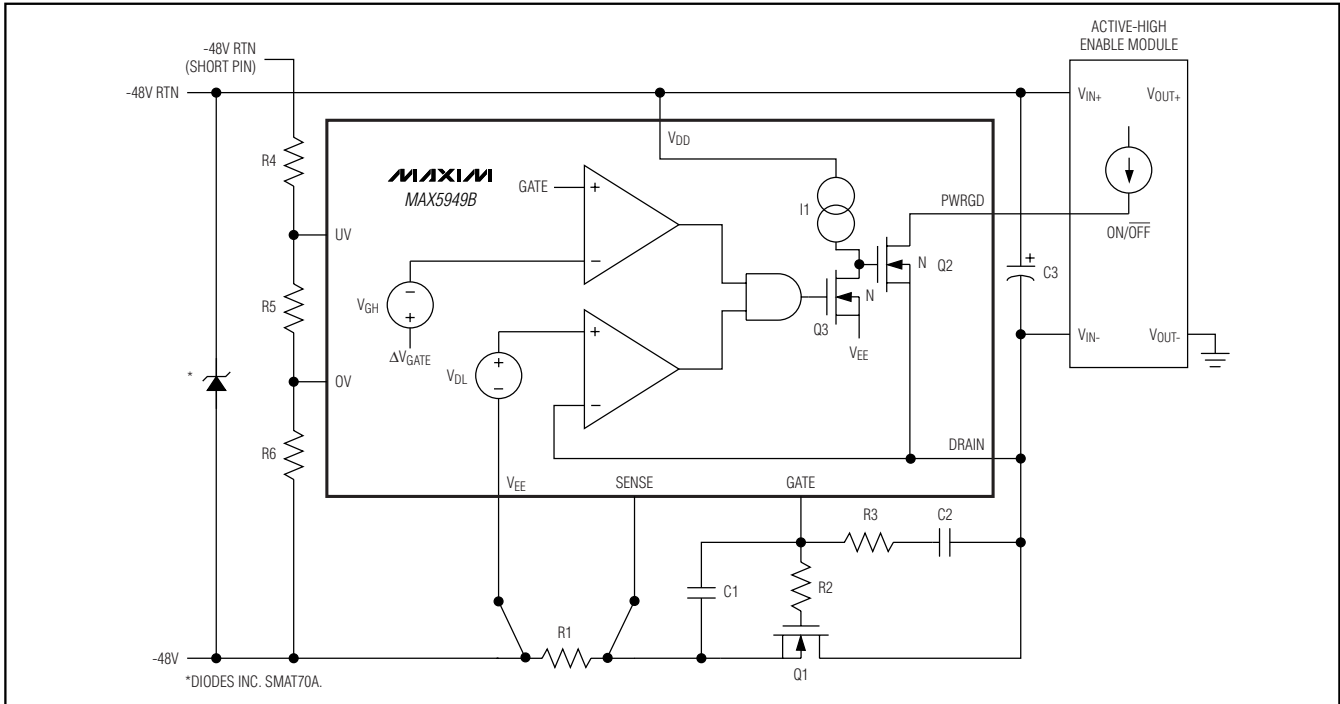 ACTIVE-HIGH
ENABLE MODULE
-48V RTN
(SHORT PIN)
-48V RTN
VIN+
VOUT+
VDD
R4
MAXIM
MAX5949B
GATE
+
−
I1
PWRGD
ON/OFF
UV
N
Q2
+
C3
R5
VGH
−
+
ΔVGATE
N
Q3
VEE
VIN-
VOUT-
*
OV
VDL
+
−
+
−
R6
DRAIN
VEE
SENSE
GATE
R3
C2
C1
R2
R1
-48V
Q1
*DIODES INC. SMAT70A.